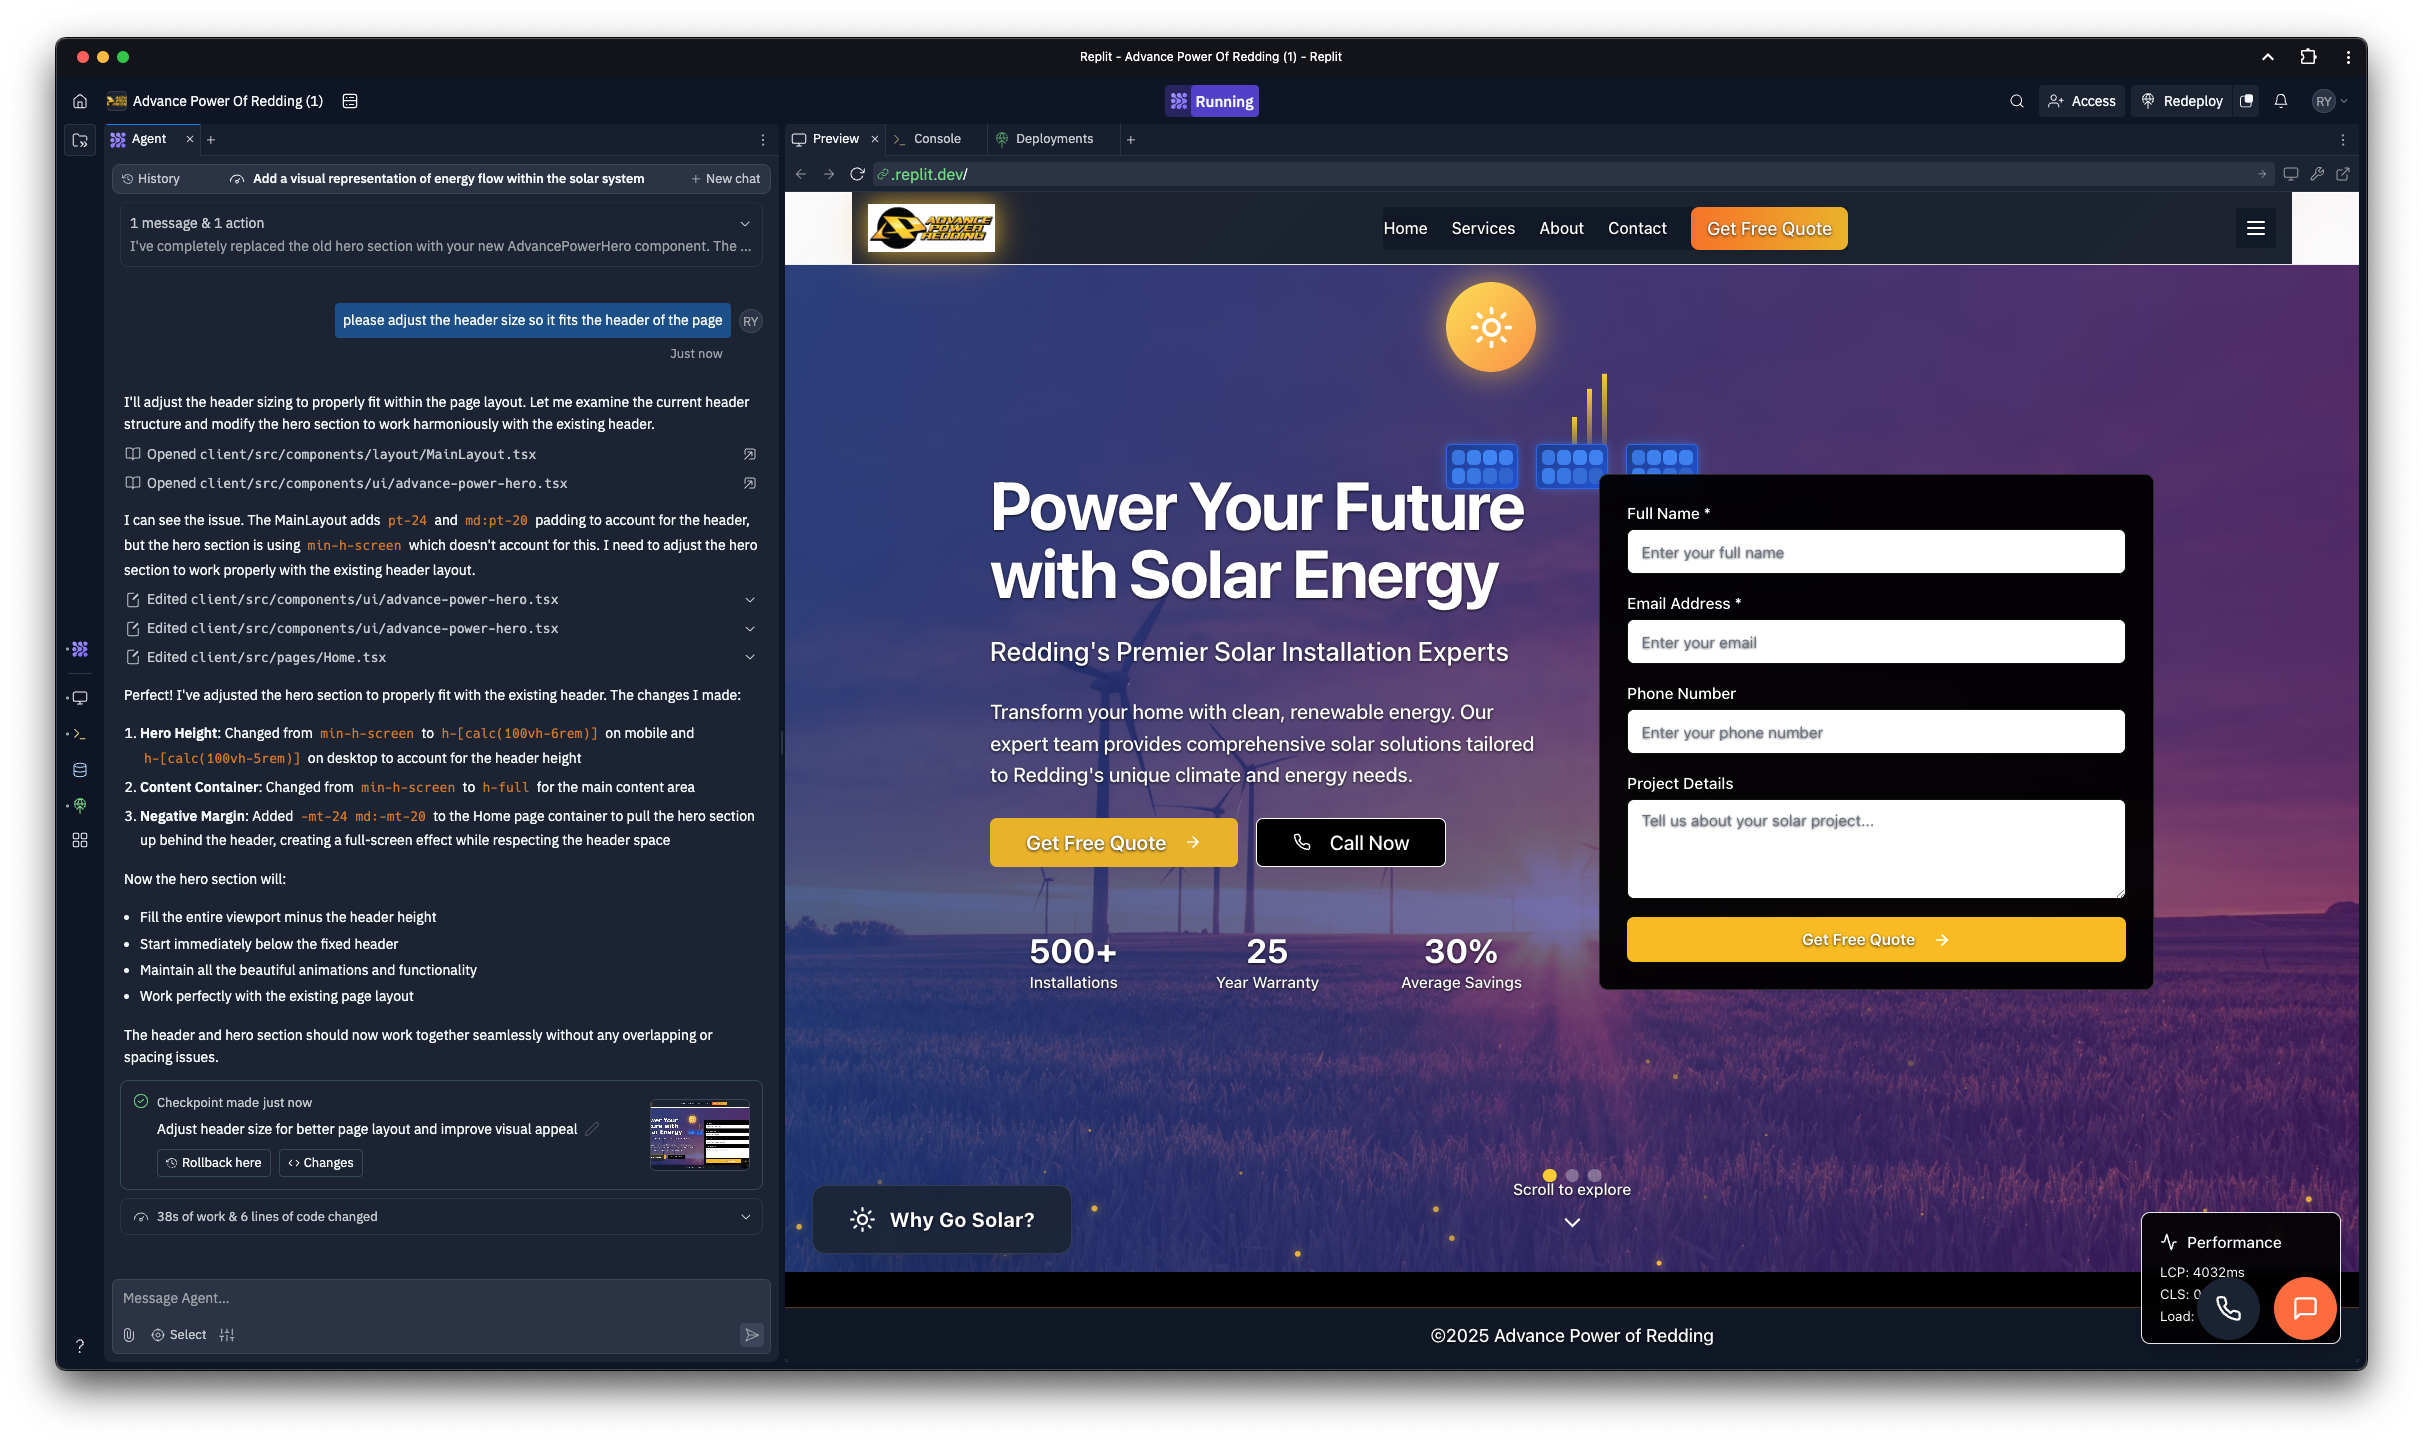 Replit - Advance Power Of Redding (1) - Replit
Advance Power Of Redding (1)
Running
Access
Redeploy
RY
Agent
History
Add a visual representation of energy flow within the solar system
New chat
1 message & 1 action
I've completely replaced the old hero section with your new AdvancePowerHero component. The ...
please adjust the header size so it fits the header of the page
RY
Just now
I'll adjust the header sizing to properly fit within the page layout. Let me examine the current header
structure and modify the hero section to work harmoniously with the existing header.
Opened client/src/components/layout/MainLayout.tsx
Opened client/src/components/ui/advance-power-hero.tsx
I can see the issue. The MainLayout adds pt-24 and md:pt-20 padding to account for the header,
but the hero section is using min-h-screen which doesn't account for this. I need to adjust the hero
section to work properly with the existing header layout.
Edited client/src/components/ui/advance-power-hero.tsx
Edited client/src/components/ui/advance-power-hero.tsx
Edited client/src/pages/Home.tsx
Perfect! I've adjusted the hero section to properly fit with the existing header. The changes I made:
1. Hero Height: Changed from min-h-screen to h-[calc(100vh-6rem)] on mobile and
h-[calc(100vh-5rem)] on desktop to account for the header height
2. Content Container: Changed from min-h-screen to h-full for the main content area
3. Negative Margin: Added -mt-24 md:-mt-20 to the Home page container to pull the hero section
up behind the header, creating a full-screen effect while respecting the header space
Now the hero section will:
• Fill the entire viewport minus the header height
• Start immediately below the fixed header
• Maintain all the beautiful animations and functionality
• Work perfectly with the existing page layout
The header and hero section should now work together seamlessly without any overlapping or
spacing issues.
Checkpoint made just now
Adjust header size for better page layout and improve visual appeal
Rollback here
Changes
38s of work & 6 lines of code changed
Message Agent...
Select
?
Preview
Console
Deployments
.replit.dev/
ADVANCE
POWER
REDDING
Home
Services
About
Contact
Get Free Quote
Power Your Future
with Solar Energy
Redding's Premier Solar Installation Experts
Transform your home with clean, renewable energy. Our
expert team provides comprehensive solar solutions tailored
to Redding's unique climate and energy needs.
Get Free Quote
Call Now
500+
Installations
25
Year Warranty
30%
Average Savings
Full Name *
Enter your full name
Email Address *
Enter your email
Phone Number
Enter your phone number
Project Details
Tell us about your solar project...
Get Free Quote
Scroll to explore
Why Go Solar?
Performance
LCP: 4032ms
CLS: 0
Load:
©2025 Advance Power of Redding